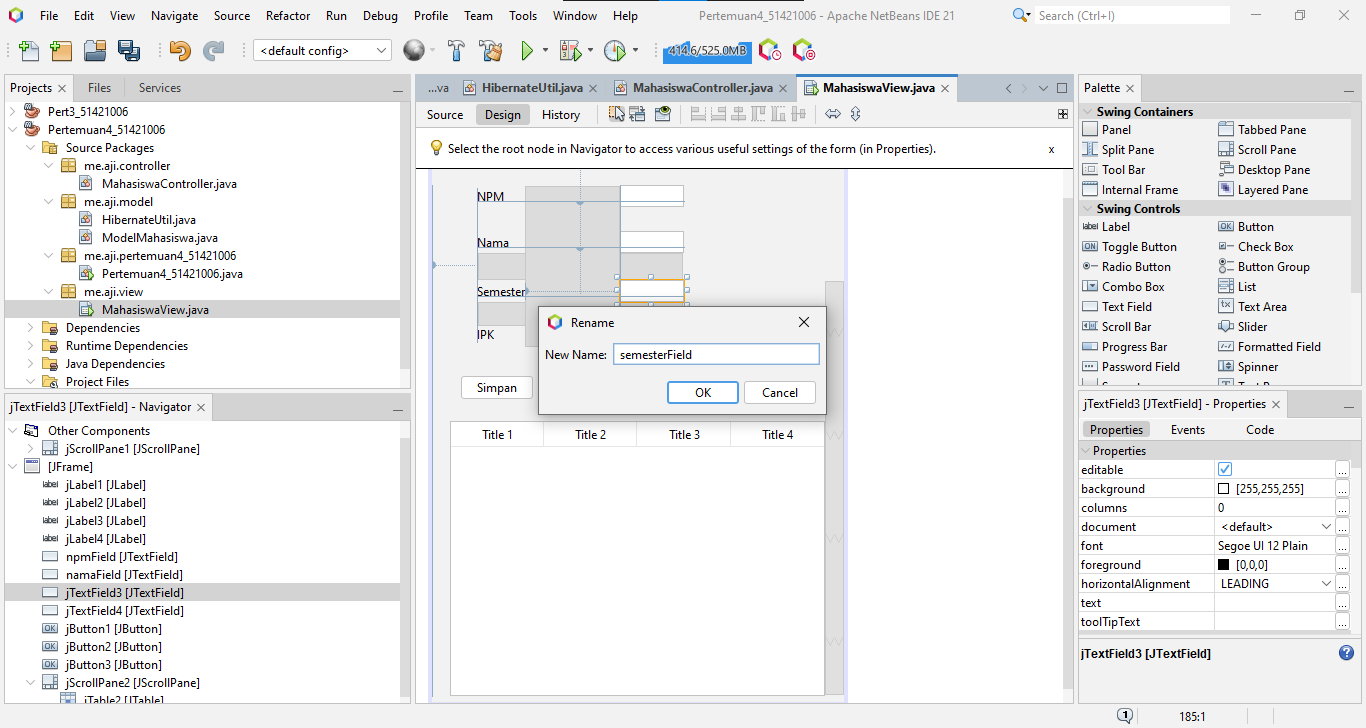 File Edit View Navigate Source Refactor Run Debug Profile Team Tools Window Help
Pertemuan4_51421006 - Apache NetBeans IDE 21
Search (Ctrl+I)
<default config>
414.6/525.0MB
Projects
Files
Services
Pert3_51421006
Pertemuan4_51421006
Source Packages
me.aji.controller
MahasiswaController.java
me.aji.model
HibernateUtil.java
ModelMahasiswa.java
me.aji.pertemuan4_51421006
Pertemuan4_51421006.java
me.aji.view
MahasiswaView.java
Dependencies
Runtime Dependencies
Java Dependencies
Project Files
jTextField3 [JTextField] - Navigator
Other Components
jScrollPane1 [JScrollPane]
[JFrame]
jLabel1 [JLabel]
jLabel2 [JLabel]
jLabel3 [JLabel]
jLabel4 [JLabel]
npmField [JTextField]
namaField [JTextField]
jTextField3 [JTextField]
jTextField4 [JTextField]
jButton1 [JButton]
jButton2 [JButton]
jButton3 [JButton]
jScrollPane2 [JScrollPane]
jTable2 [JTable]
...va
HibernateUtil.java
MahasiswaController.java
MahasiswaView.java
Source Design History
Select the root node in Navigator to access various useful settings of the form (in Properties).
x
NPM
Nama
Semester
IPK
Simpan
Rename
New Name: semesterField
OK Cancel
Title 1 Title 2 Title 3 Title 4
Palette
Swing Containers
Panel Tabbed Pane
Split Pane Scroll Pane
Tool Bar Desktop Pane
Internal Frame Layered Pane
Swing Controls
label Label OK Button
ON Toggle Button Check Box
Radio Button Button Group
Combo Box List
Text Field Text Area
Scroll Bar Slider
Progress Bar Formatted Field
Password Field Spinner
jTextField3 [JTextField] - Properties
Properties Events Code
Properties
editable ...
background [255,255,255] ...
columns 0 ...
document <default> ...
font Segoe UI 12 Plain ...
foreground [0,0,0] ...
horizontalAlignment LEADING ...
text ...
toolTipText ...
jTextField3 [JTextField]
1
185:1